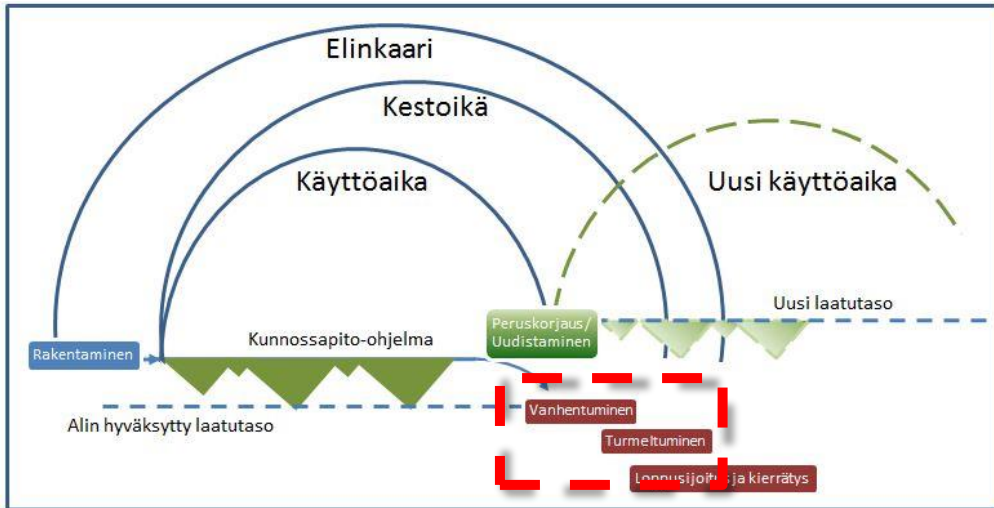 Elinkaari
Kestoikä
Käyttöaika
Uusi käyttöaika
Uusi laatutaso
Peruskorjaus/
Uudistaminen
Kunnossapito-ohjelma
Rakentaminen
Vanhentuminen
Alin hyväksytty laatutaso
Turmeltuminen
Loppusijoitus ja kierrätys